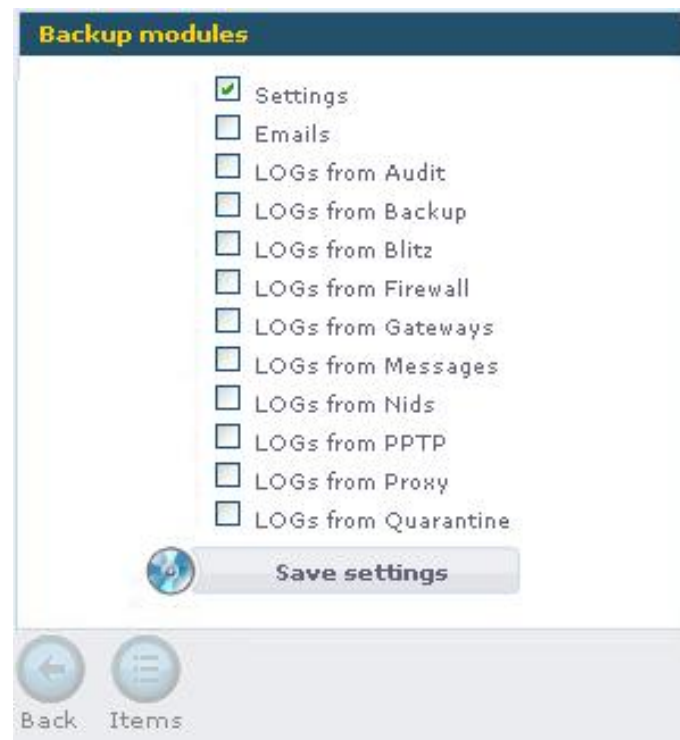 Backup modules
Settings
Emails
LOGs from Audit
LOGs from Backup
LOGs from Blitz
LOGs from Firewall
LOGs from Gateways
LOGs from Messages
LOGs from Nids
LOGs from PPTP
LOGs from Proxy
LOGs from Quarantine
Save settings
Back Items